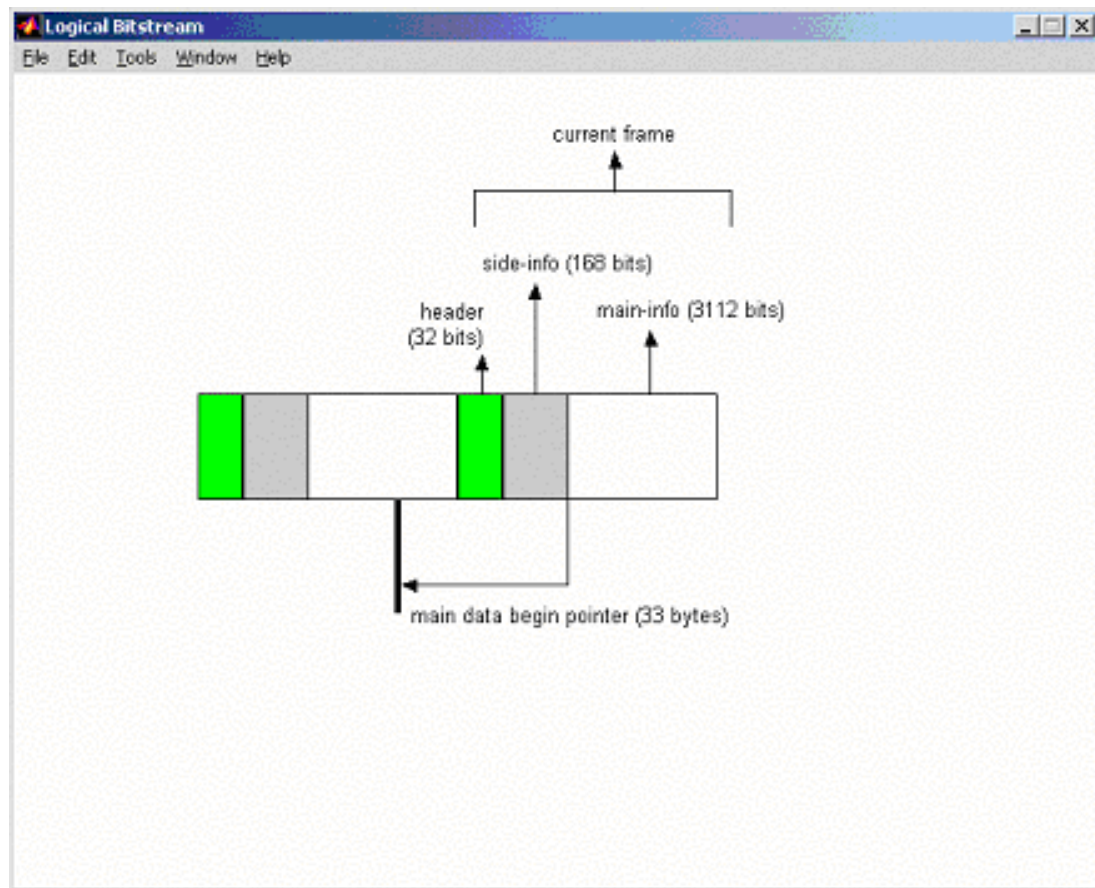 Logical Bitstream
File Edit Tools Window Help
current frame
side-info (168 bits)
header
(32 bits)
main-info (3112 bits)
main data begin pointer (33 bytes)